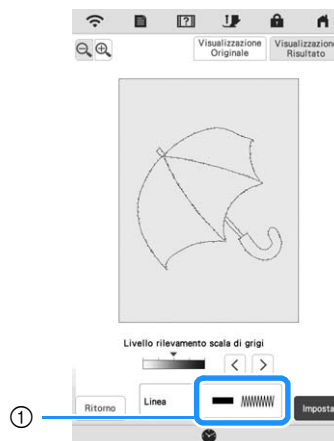 Visualizzazione
Originale
Visualizzazione
Risultato
Livello rilevamento scala di grigi
Ritorno
Linea
Imposta
①